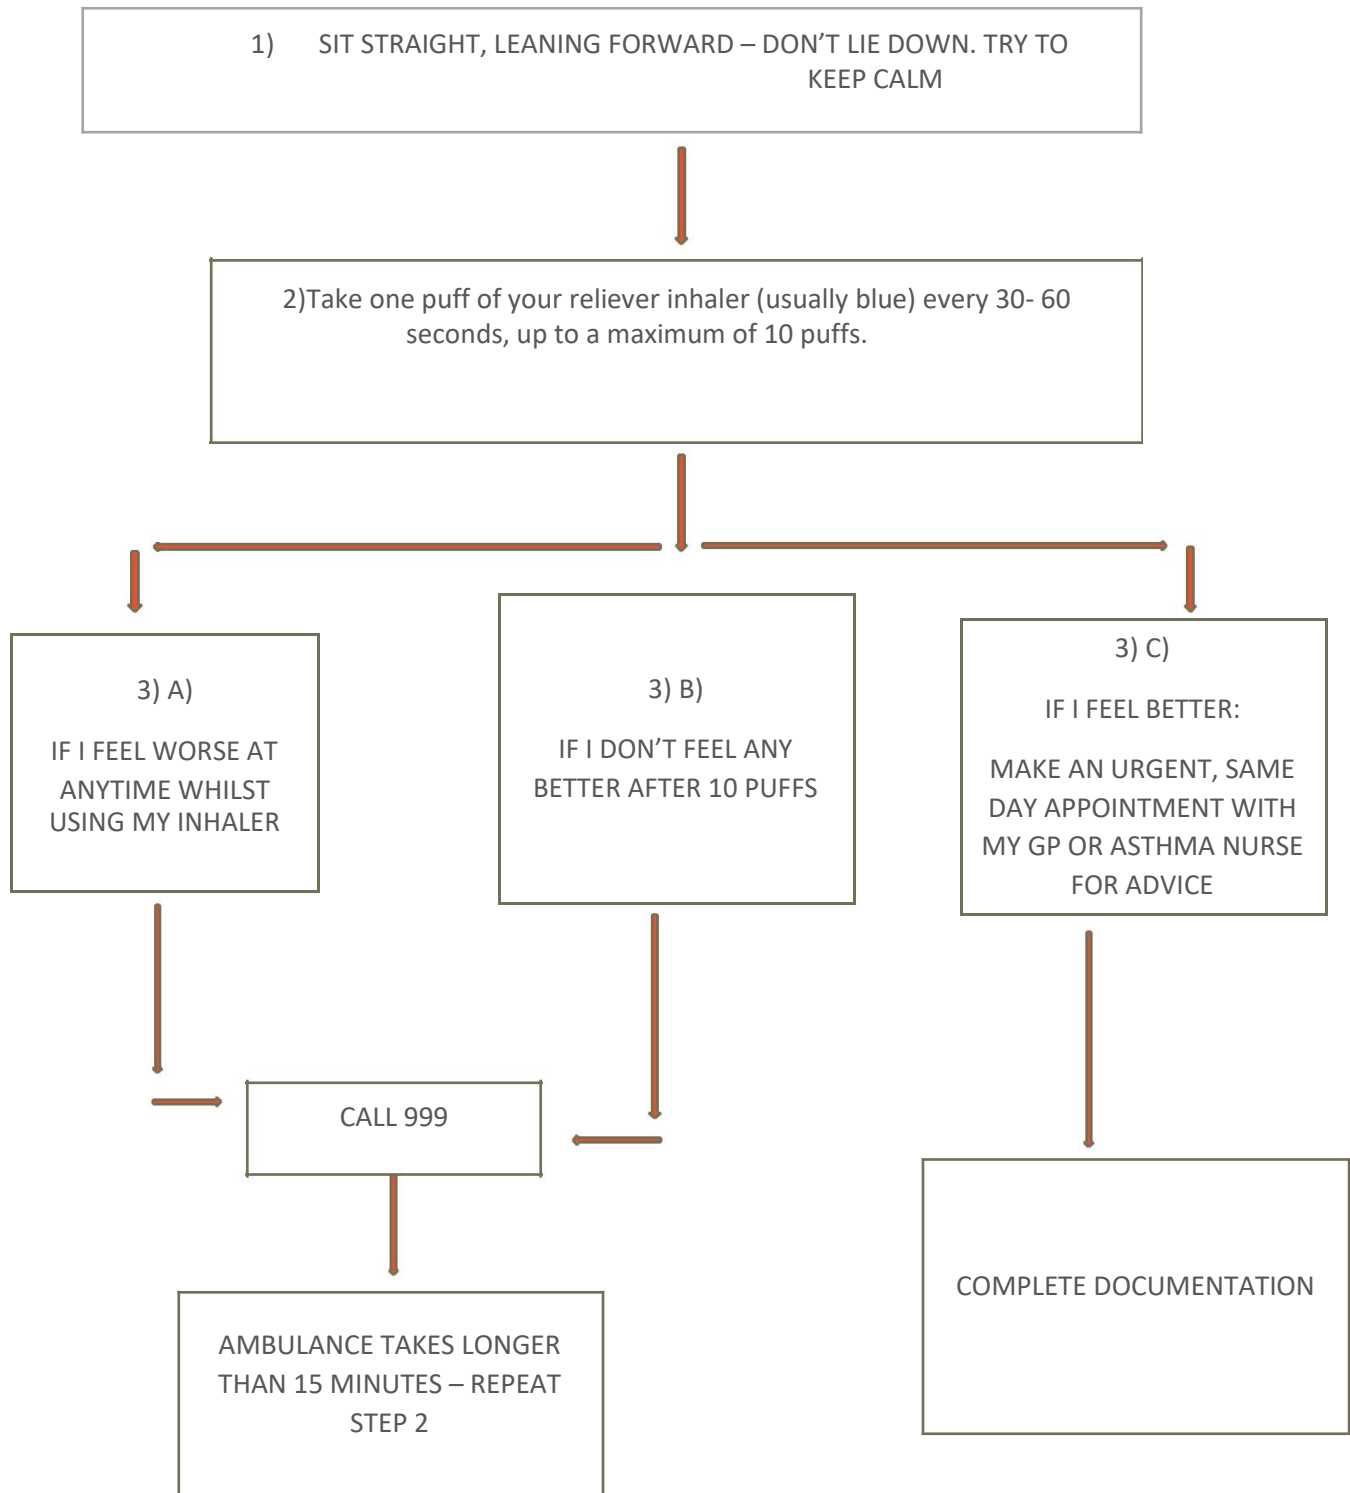 1) SIT STRAIGHT, LEANING FORWARD – DON’T LIE DOWN. TRY TO
KEEP CALM
2)Take one puff of your reliever inhaler (usually blue) every 30- 60
seconds, up to a maximum of 10 puffs.
3) A)
IF I FEEL WORSE AT
ANYTIME WHILST
USING MY INHALER
3) B)
IF I DON’T FEEL ANY
BETTER AFTER 10 PUFFS
3) C)
IF I FEEL BETTER:
MAKE AN URGENT, SAME
DAY APPOINTMENT WITH
MY GP OR ASTHMA NURSE
FOR ADVICE
CALL 999
AMBULANCE TAKES LONGER
THAN 15 MINUTES – REPEAT
STEP 2
COMPLETE DOCUMENTATION